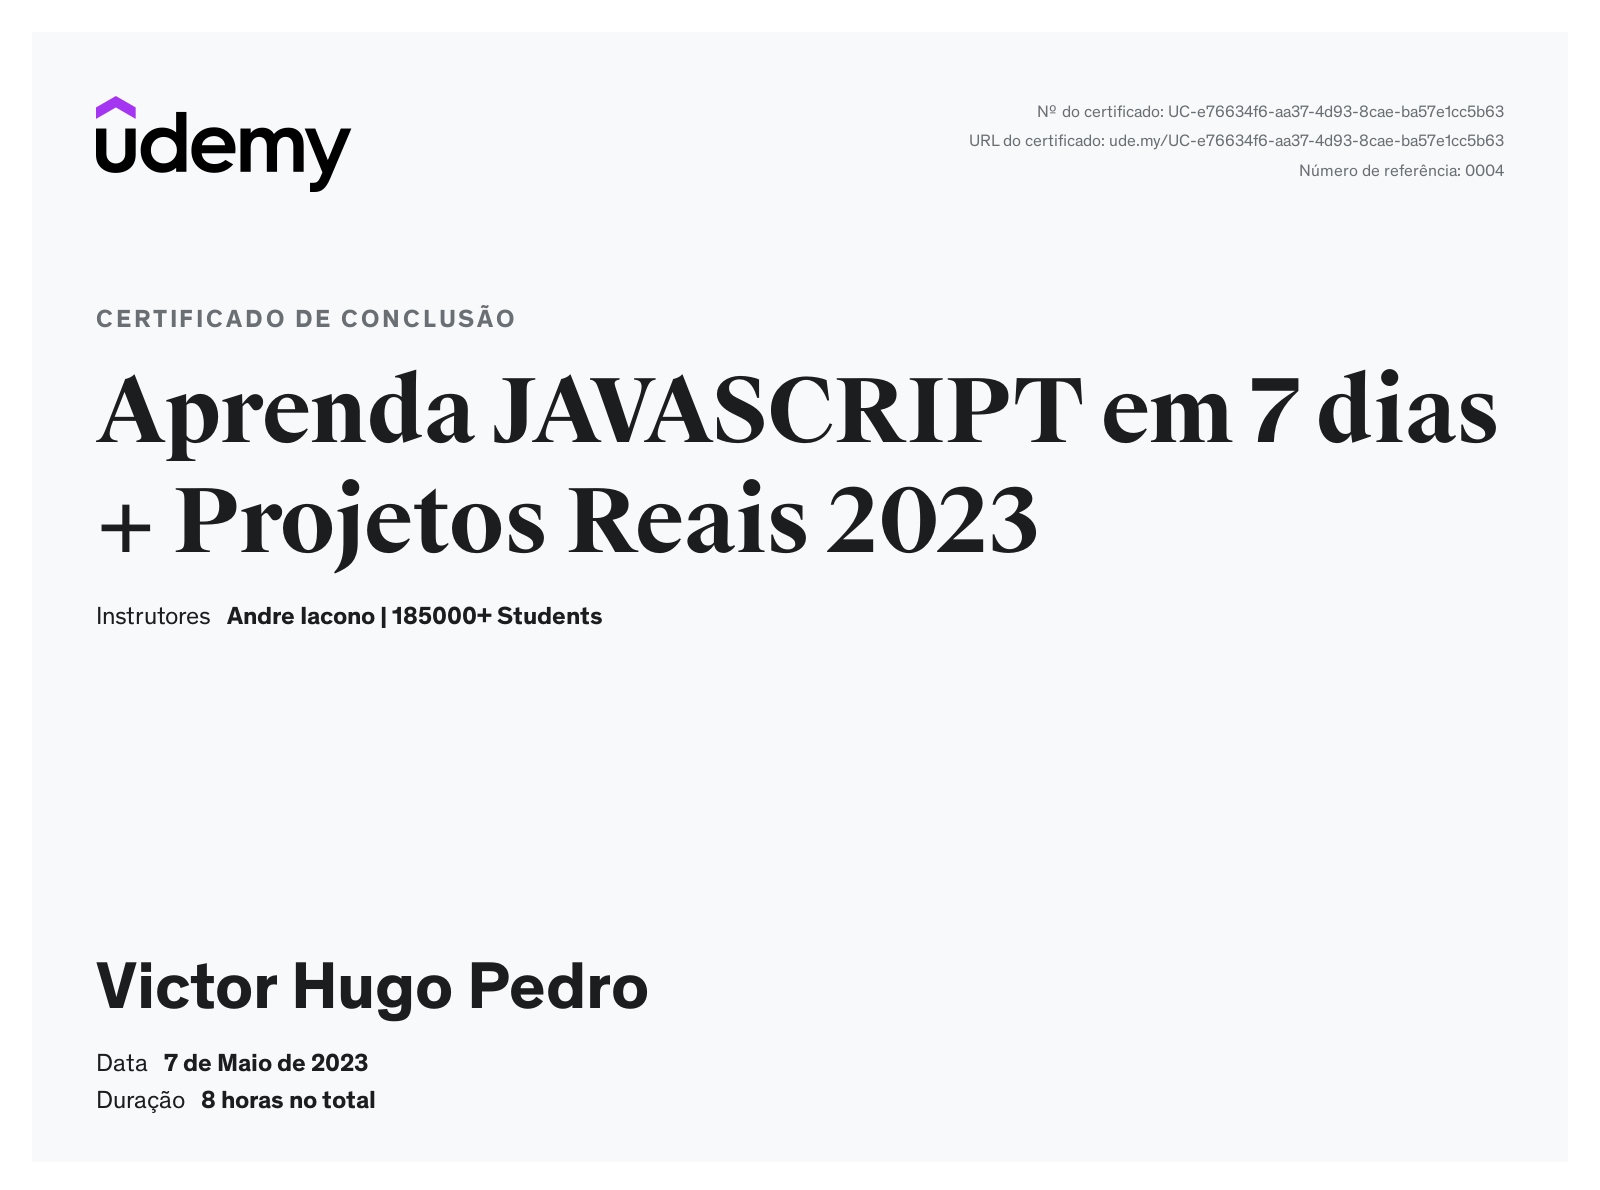 udemy
Nº do certificado: UC-e76634f6-aa37-4d93-8cae-ba57e1cc5b63
URL do certificado: ude.my/UC-e76634f6-aa37-4d93-8cae-ba57e1cc5b63
Número de referência: 0004
CERTIFICADO DE CONCLUSÃO
Aprenda JAVASCRIPT em 7 dias
+ Projetos Reais 2023
Instrutores Andre Iacono | 185000+ Students
Victor Hugo Pedro
Data 7 de Maio de 2023
Duração 8 horas no total